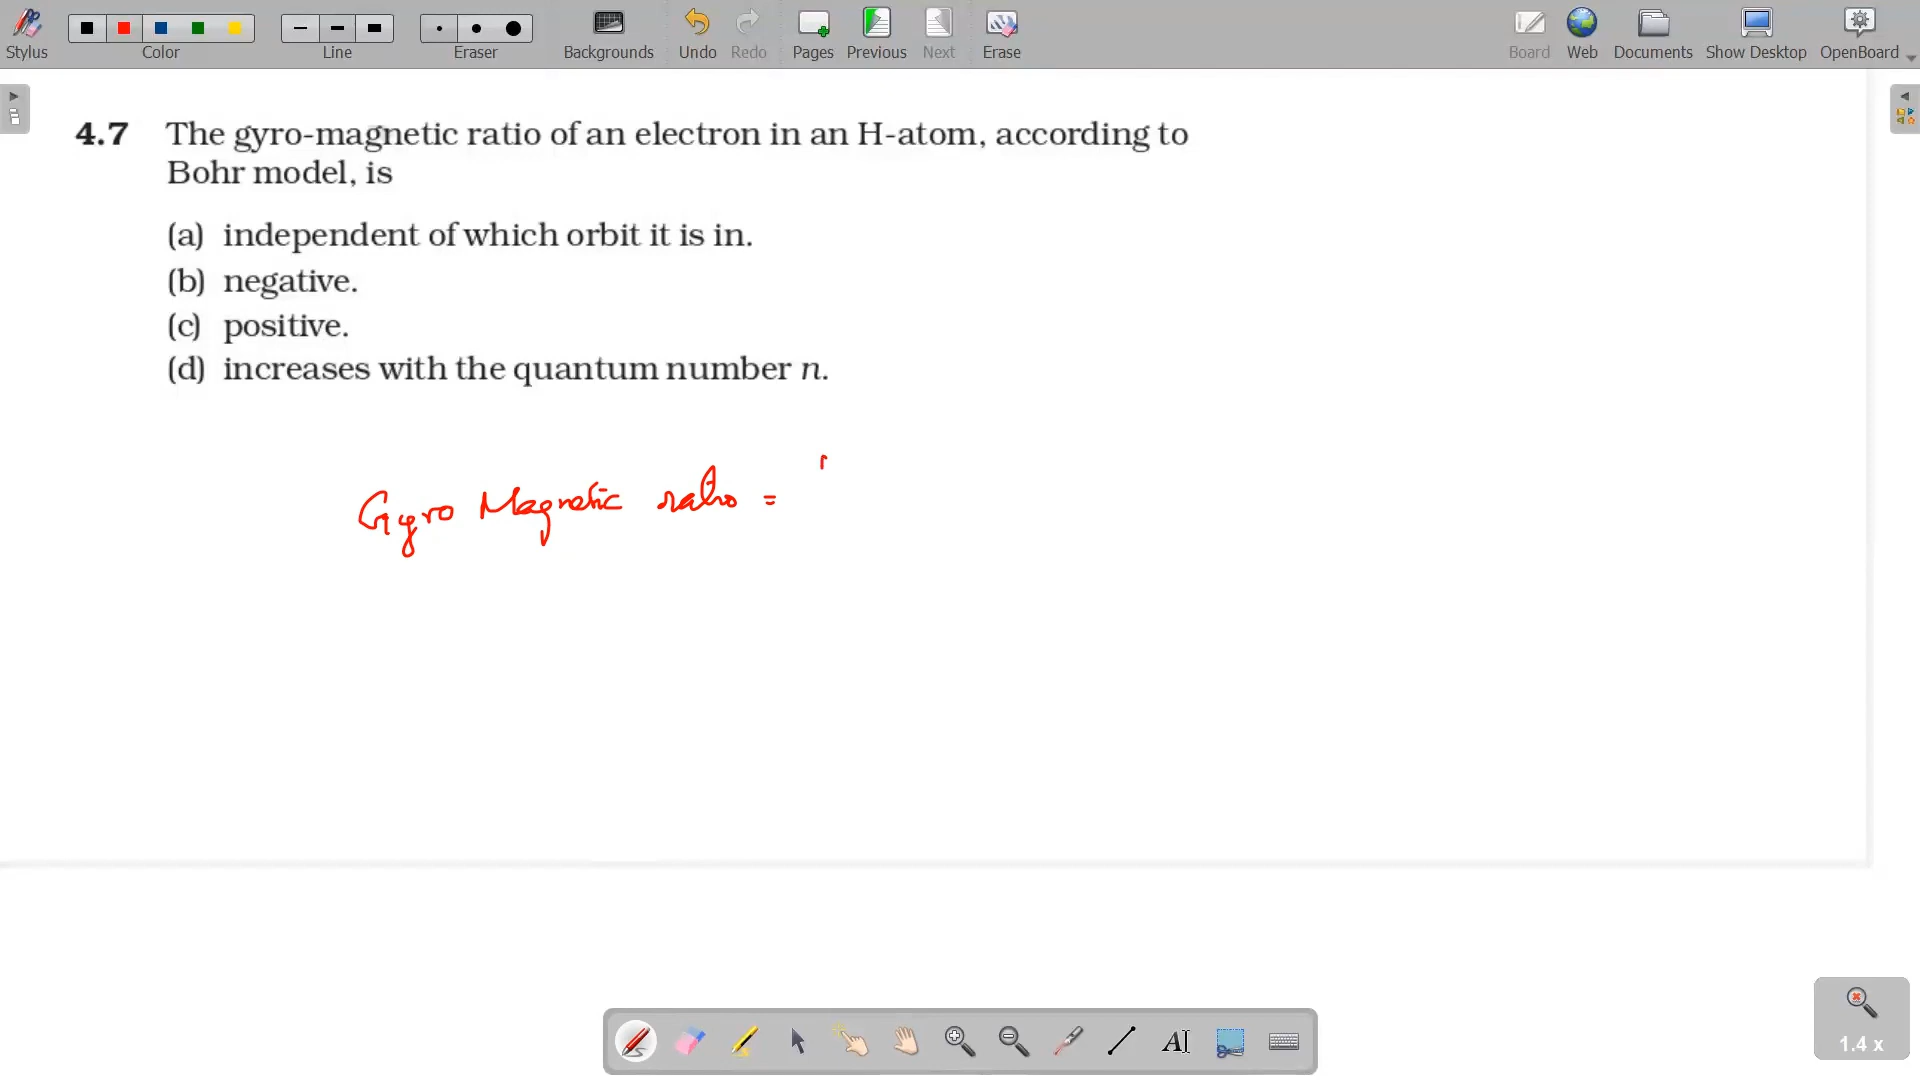 Stylus Color Line Eraser Backgrounds Undo Redo Pages Previous Next Erase Board Web Documents Show Desktop OpenBoard
4.7 The gyro-magnetic ratio of an electron in an H-atom, according to
Bohr model, is
(a) independent of which orbit it is in.
(b) negative.
(c) positive.
(d) increases with the quantum number n.
Gyro Magnetic ratio =
1.4 x